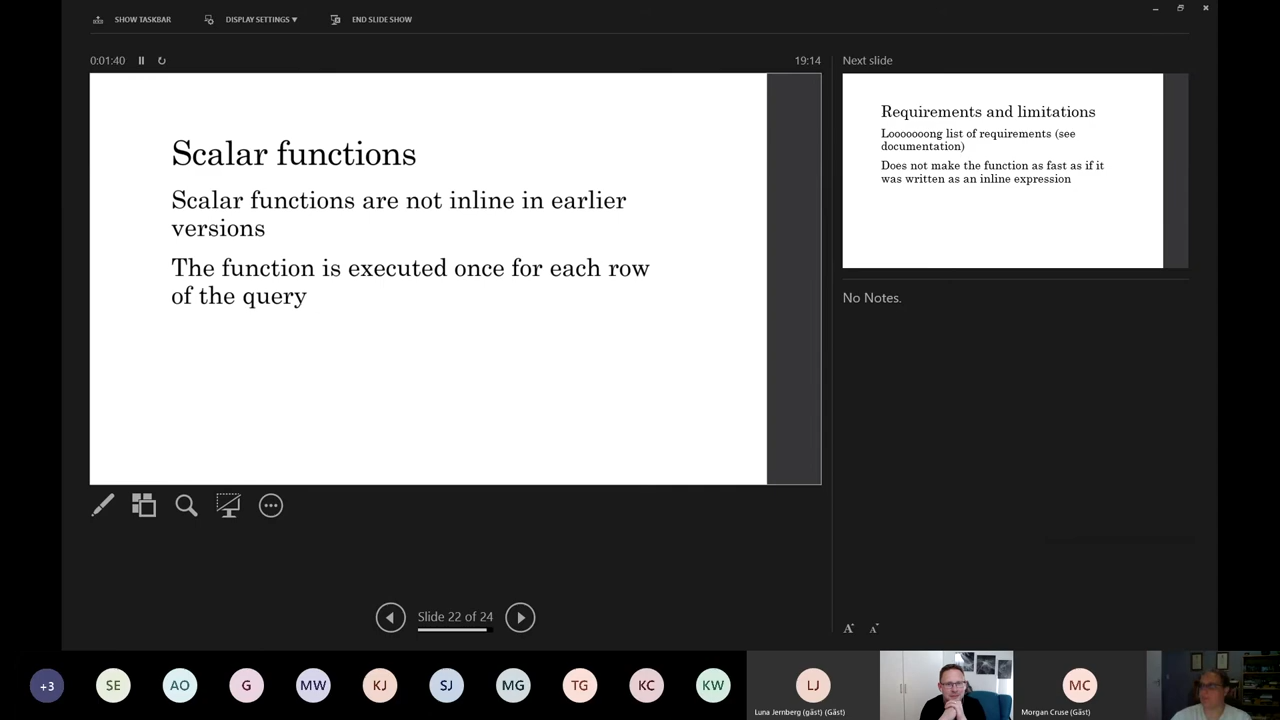 SHOW TASKBAR
DISPLAY SETTINGS ▼
END SLIDE SHOW
0:01:40
19:14
Next slide
Scalar functions
Scalar functions are not inline in earlier
versions
The function is executed once for each row
of the query
Requirements and limitations
Looooooong list of requirements (see
documentation)
Does not make the function as fast as if it
was written as an inline expression
No Notes.
Slide 22 of 24
A A
+3
SE
AO
G
MW
KJ
SJ
MG
TG
KC
KW
LJ
MC
Luna Jernberg (gäst) (Gäst)
Morgan Cruse (Gäst)